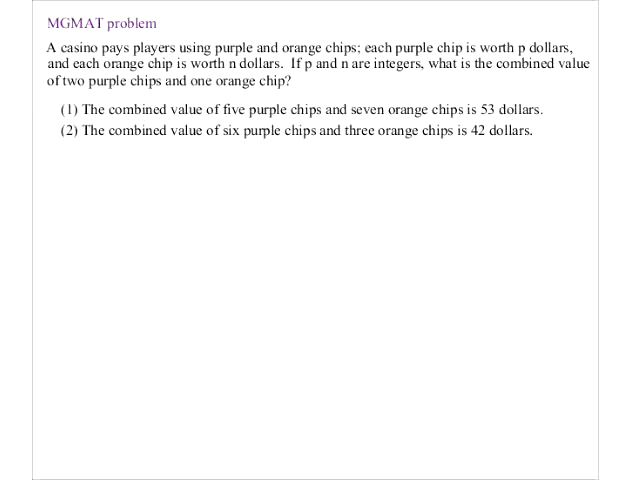 MGMAT problem
A casino pays players using purple and orange chips; each purple chip is worth p dollars,
and each orange chip is worth n dollars. If p and n are integers, what is the combined value
of two purple chips and one orange chip?
(1) The combined value of five purple chips and seven orange chips is 53 dollars.
(2) The combined value of six purple chips and three orange chips is 42 dollars.